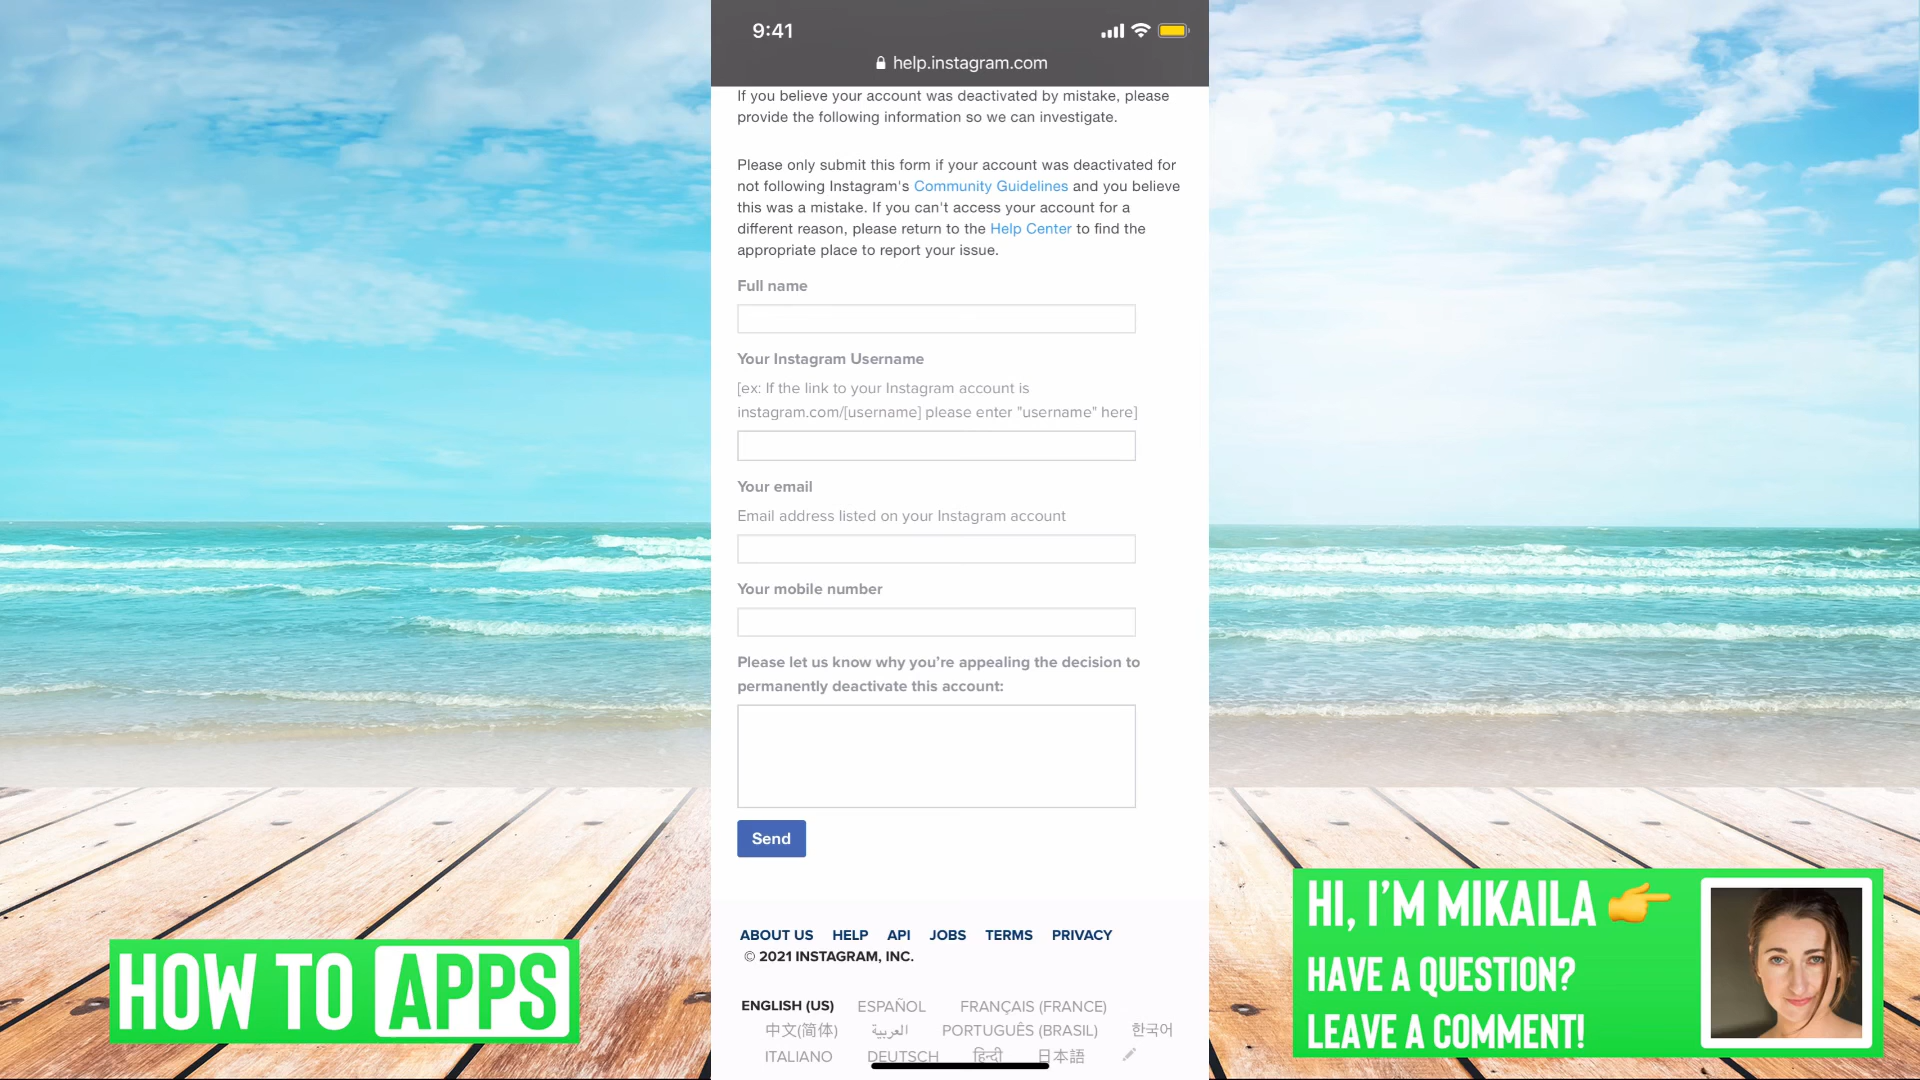 9:41
help.instagram.com
If you believe your account was deactivated by mistake, please
provide the following information so we can investigate.
Please only submit this form if your account was deactivated for
not following Instagram's Community Guidelines and you believe
this was a mistake. If you can't access your account for a
different reason, please return to the Help Center to find the
appropriate place to report your issue.
Full name
Your Instagram Username
[ex: If the link to your Instagram account is
instagram.com/[username] please enter "username" here]
Your email
Email address listed on your Instagram account
Your mobile number
Please let us know why you’re appealing the decision to
permanently deactivate this account:
Send
ABOUT US HELP API JOBS TERMS PRIVACY
© 2021 INSTAGRAM, INC.
ENGLISH (US) ESPAÑOL FRANÇAIS (FRANCE)
中文(简体) العربية PORTUGUÊS (BRASIL) 한국어
ITALIANO DEUTSCH हिन्दी 日本語
HOW TO APPS
HI, I’M MIKAILA
HAVE A QUESTION?
LEAVE A COMMENT!